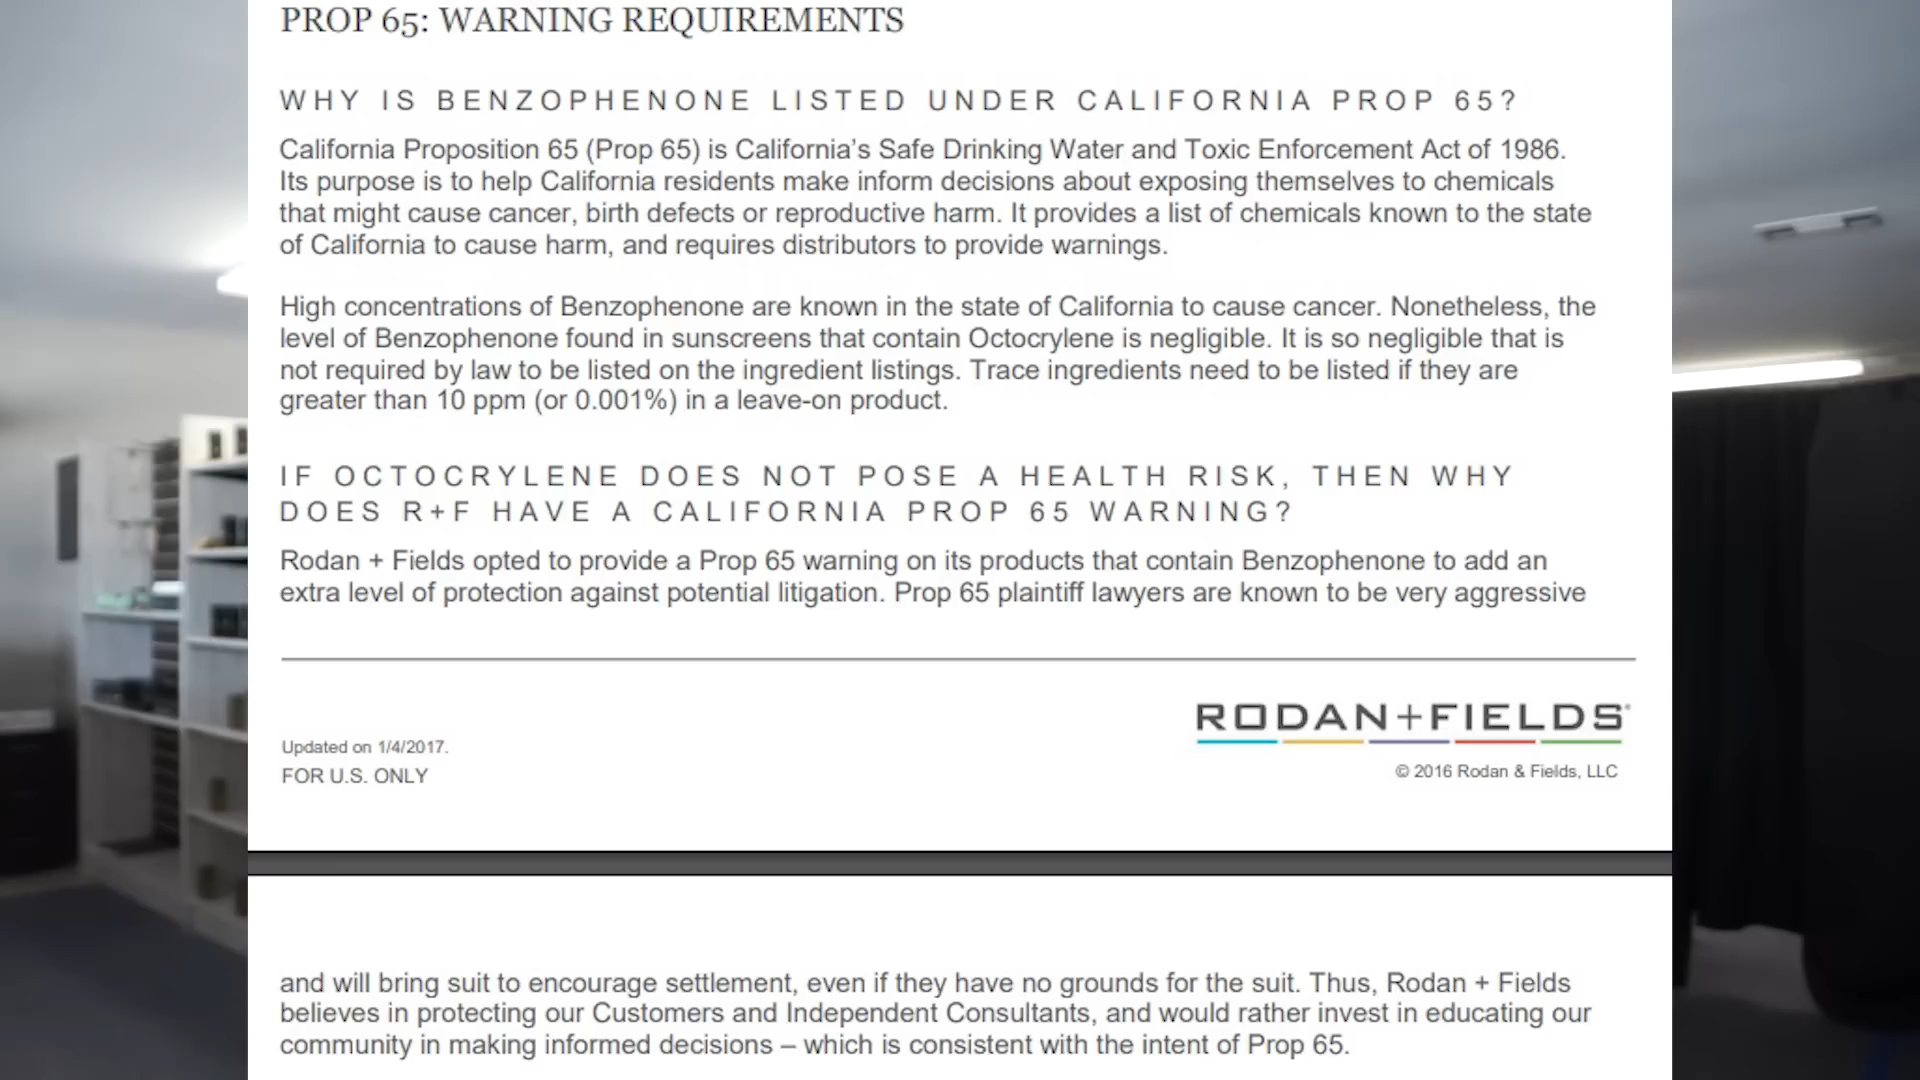 PROP 65: WARNING REQUIREMENTS
WHY IS BENZOPHENONE LISTED UNDER CALIFORNIA PROP 65?
California Proposition 65 (Prop 65) is California’s Safe Drinking Water and Toxic Enforcement Act of 1986.
Its purpose is to help California residents make inform decisions about exposing themselves to chemicals
that might cause cancer, birth defects or reproductive harm. It provides a list of chemicals known to the state
of California to cause harm, and requires distributors to provide warnings.
High concentrations of Benzophenone are known in the state of California to cause cancer. Nonetheless, the
level of Benzophenone found in sunscreens that contain Octocrylene is negligible. It is so negligible that is
not required by law to be listed on the ingredient listings. Trace ingredients need to be listed if they are
greater than 10 ppm (or 0.001%) in a leave-on product.
IF OCTOCRYLENE DOES NOT POSE A HEALTH RISK, THEN WHY
DOES R+F HAVE A CALIFORNIA PROP 65 WARNING?
Rodan + Fields opted to provide a Prop 65 warning on its products that contain Benzophenone to add an
extra level of protection against potential litigation. Prop 65 plaintiff lawyers are known to be very aggressive
RODAN+FIELDS®
Updated on 1/4/2017.
FOR U.S. ONLY
© 2016 Rodan & Fields, LLC
and will bring suit to encourage settlement, even if they have no grounds for the suit. Thus, Rodan + Fields
believes in protecting our Customers and Independent Consultants, and would rather invest in educating our
community in making informed decisions – which is consistent with the intent of Prop 65.